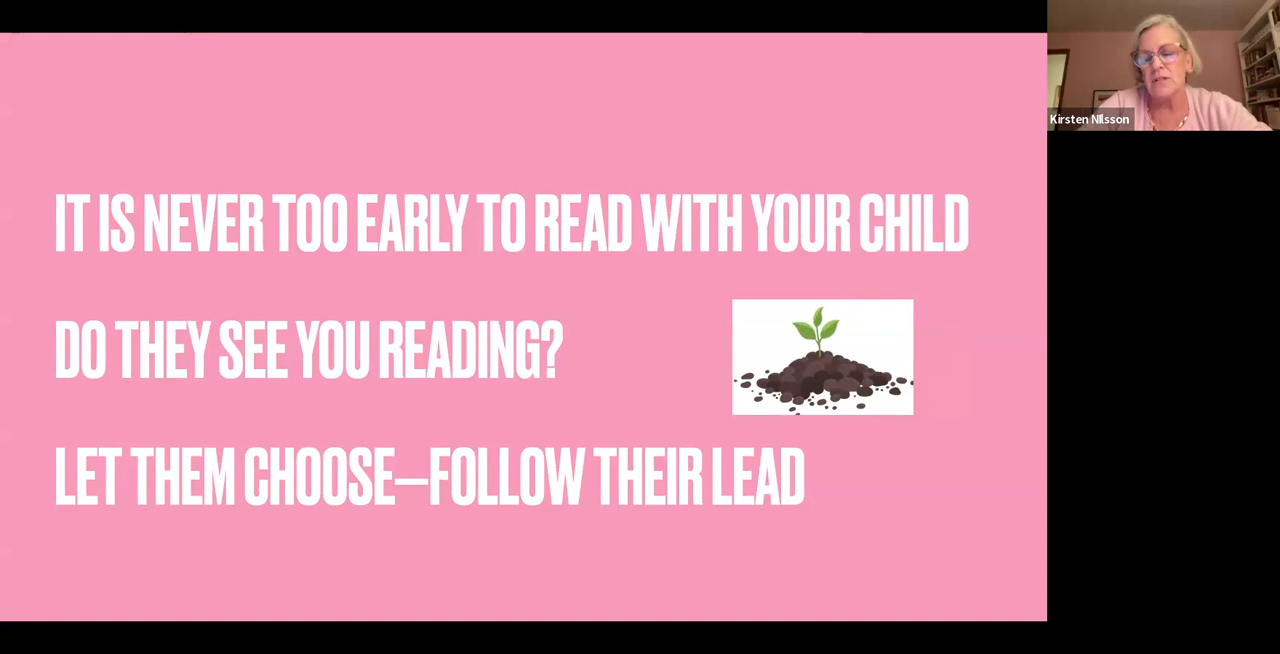 IT IS NEVER TOO EARLY TO READ WITH YOUR CHILD
DO THEY SEE YOU READING?
LET THEM CHOOSE—FOLLOW THEIR LEAD
Kirsten NIlsson